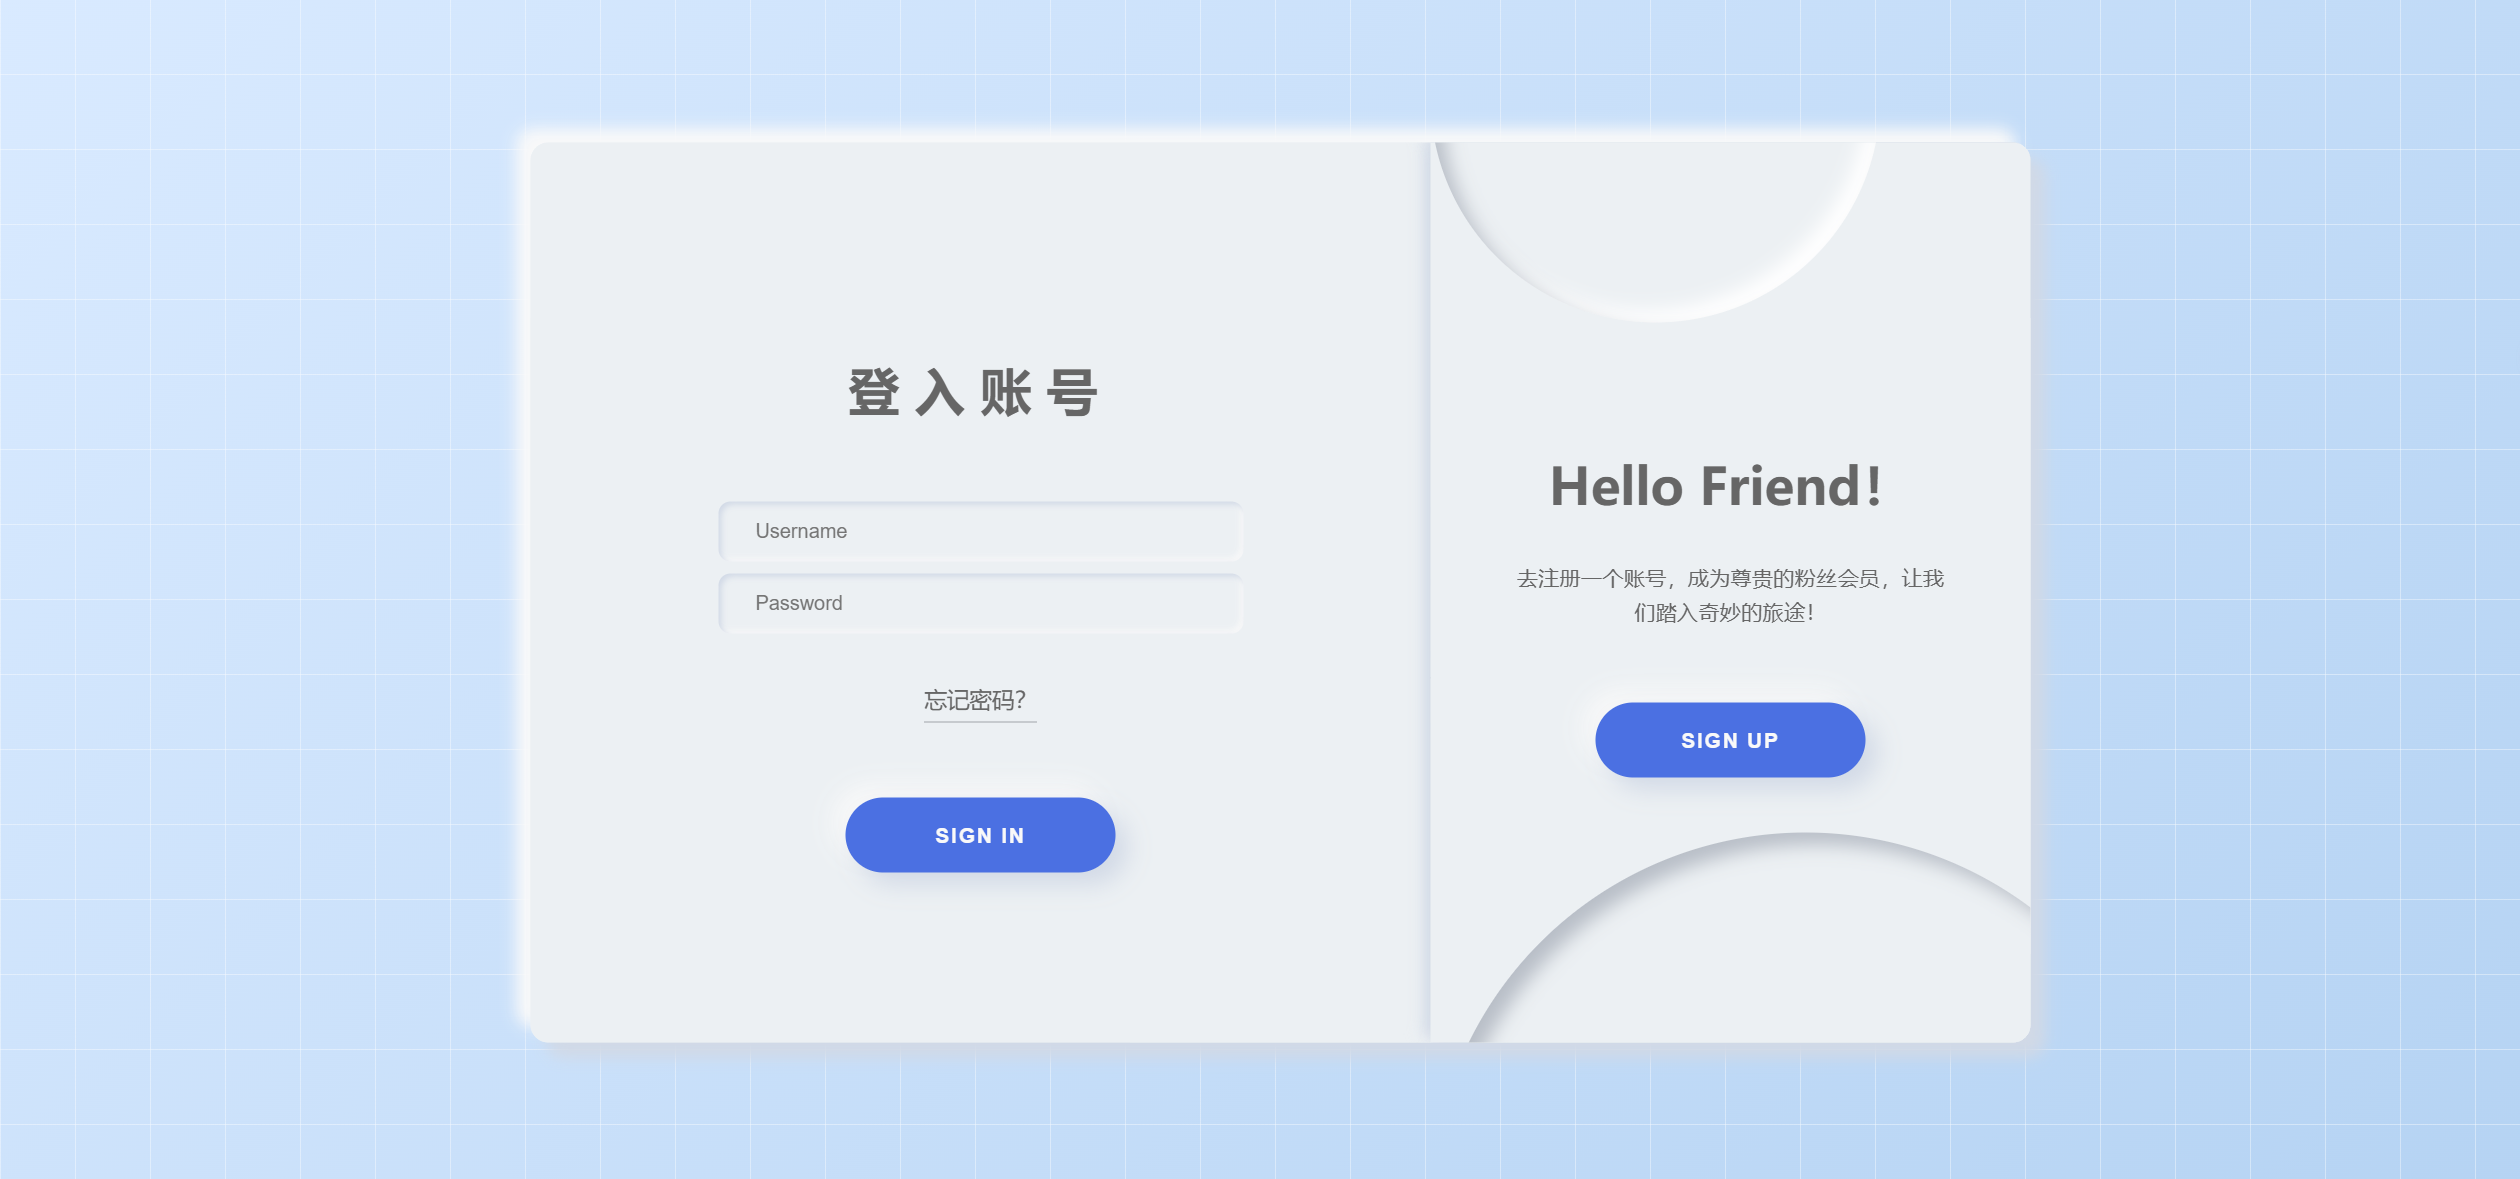 登入账号
Username
Password
忘记密码？
SIGN IN
Hello Friend！
去注册一个账号，成为尊贵的粉丝会员，让我
们踏入奇妙的旅途！
SIGN UP